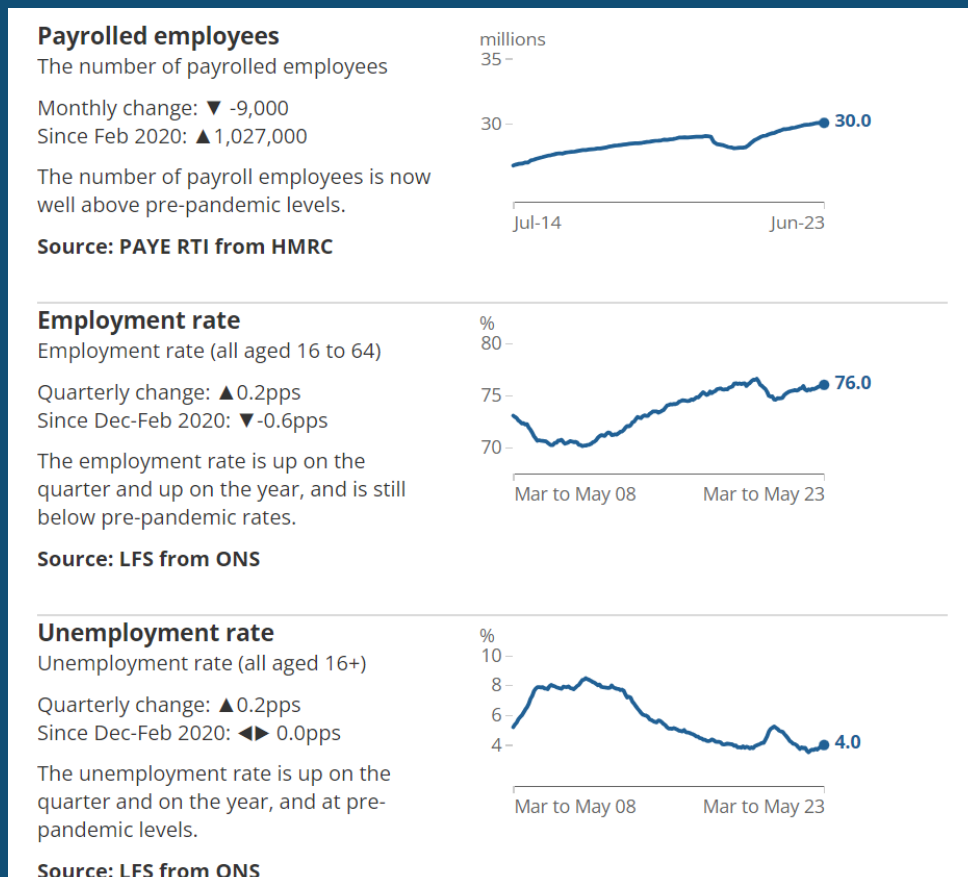 Payrolled employees
The number of payrolled employees
Monthly change: ▼ -9,000
Since Feb 2020: ▲1,027,000
The number of payroll employees is now
well above pre-pandemic levels.
Source: PAYE RTI from HMRC
millions
35
30
30.0
Jul-14
Jun-23
Employment rate
Employment rate (all aged 16 to 64)
Quarterly change: ▲0.2pps
Since Dec-Feb 2020: ▼-0.6pps
The employment rate is up on the
quarter and up on the year, and is still
below pre-pandemic rates.
Source: LFS from ONS
%
80
75
70
76.0
Mar to May 08
Mar to May 23
Unemployment rate
Unemployment rate (all aged 16+)
Quarterly change: ▲0.2pps
Since Dec-Feb 2020: ◀▶ 0.0pps
The unemployment rate is up on the
quarter and on the year, and at pre-
pandemic levels.
Source: LFS from ONS
%
10
8
6
4
4.0
Mar to May 08
Mar to May 23